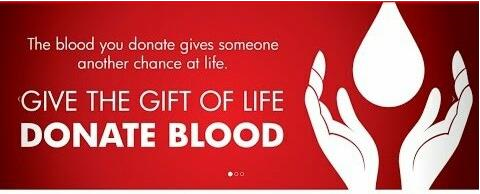 The blood you donate gives someone
another chance at life.
GIVE THE GIFT OF LIFE
DONATE BLOOD